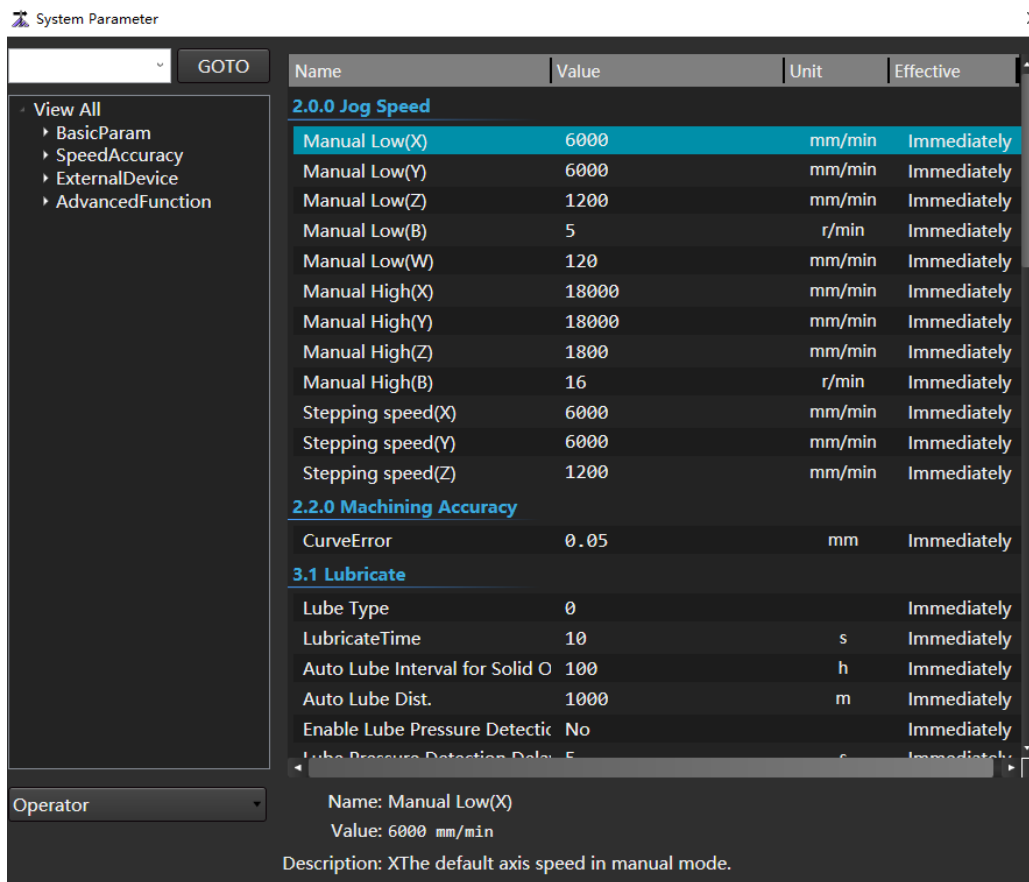 System Parameter
GOTO
View All
BasicParam
SpeedAccuracy
ExternalDevice
AdvancedFunction
Operator
Name Value Unit Effective
2.0.0 Jog Speed
Manual Low(X) 6000 mm/min Immediately
Manual Low(Y) 6000 mm/min Immediately
Manual Low(Z) 1200 mm/min Immediately
Manual Low(B) 5 r/min Immediately
Manual Low(W) 120 mm/min Immediately
Manual High(X) 18000 mm/min Immediately
Manual High(Y) 18000 mm/min Immediately
Manual High(Z) 1800 mm/min Immediately
Manual High(B) 16 r/min Immediately
Stepping speed(X) 6000 mm/min Immediately
Stepping speed(Y) 6000 mm/min Immediately
Stepping speed(Z) 1200 mm/min Immediately
2.2.0 Machining Accuracy
CurveError 0.05 mm Immediately
3.1 Lubricate
Lube Type 0 Immediately
LubricateTime 10 s Immediately
Auto Lube Interval for Solid O 100 h Immediately
Auto Lube Dist. 1000 m Immediately
Enable Lube Pressure Detectic No Immediately
Lube Pressure Detection 5 s Immediately
Name: Manual Low(X)
Value: 6000 mm/min
Description: XThe default axis speed in manual mode.